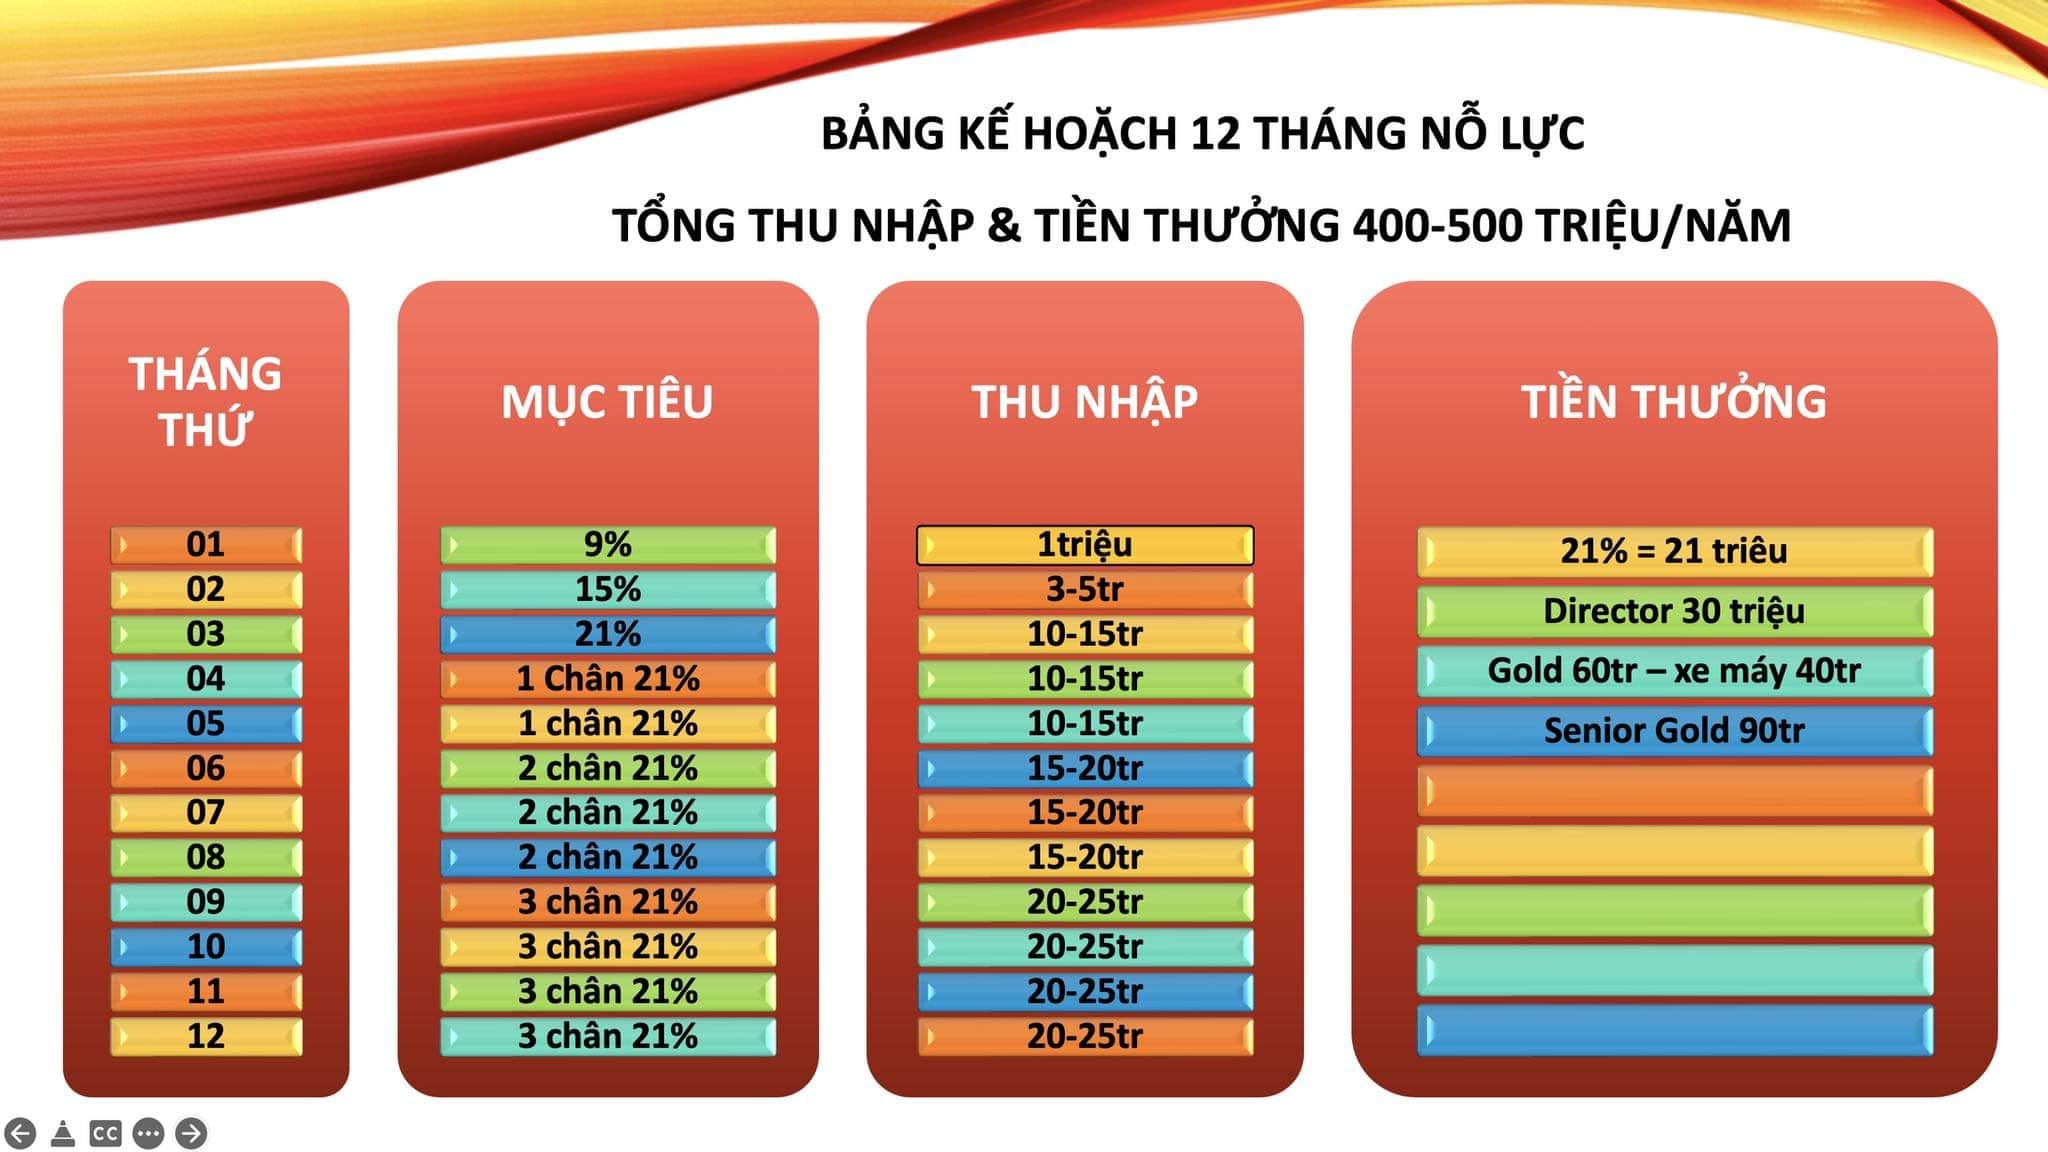 BẢNG KẾ HOẶCH 12 THÁNG NỖ LỰC
TỔNG THU NHẬP & TIỀN THƯỞNG 400-500 TRIỆU/NĂM
THÁNG
THỨ
01
02
03
04
05
06
07
08
09
10
11
12
MỤC TIÊU
9%
15%
21%
1 Chân 21%
1 chân 21%
2 chân 21%
2 chân 21%
2 chân 21%
3 chân 21%
3 chân 21%
3 chân 21%
3 chân 21%
THU NHẬP
1triệu
3-5tr
10-15tr
10-15tr
10-15tr
15-20tr
15-20tr
15-20tr
20-25tr
20-25tr
20-25tr
20-25tr
TIỀN THƯỞNG
21% = 21 triêu
Director 30 triệu
Gold 60tr – xe máy 40tr
Senior Gold 90tr
CC